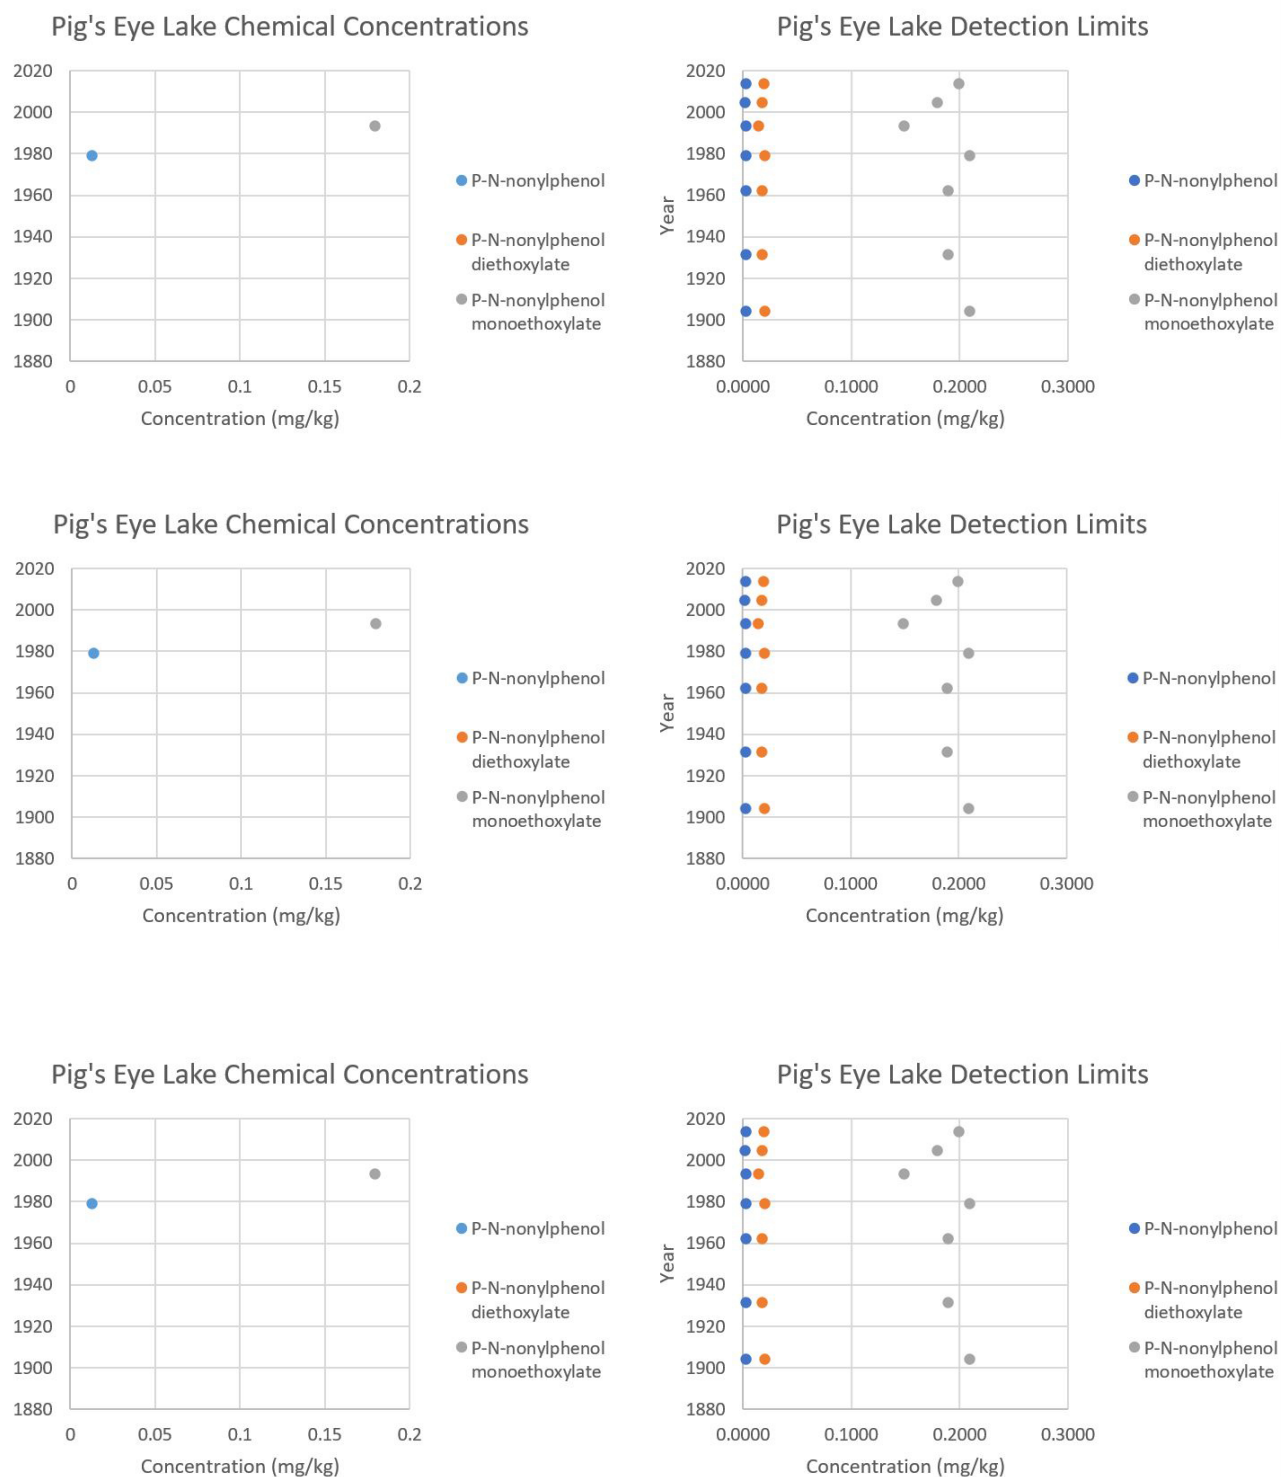 Pig's Eye Lake Chemical Concentrations
2020
2000
1980
1960
1940
1920
1900
1880
0
0.05
0.1
0.15
0.2
Concentration (mg/kg)
P-N-nonylphenol
P-N-nonylphenol
diethoxylate
P-N-nonylphenol
monoethoxylate
Pig's Eye Lake Detection Limits
Year
2020
2000
1980
1960
1940
1920
1900
1880
0.0000
0.1000
0.2000
0.3000
Concentration (mg/kg)
P-N-nonylphenol
P-N-nonylphenol
diethoxylate
P-N-nonylphenol
monoethoxylate
Pig's Eye Lake Chemical Concentrations
2020
2000
1980
1960
1940
1920
1900
1880
0
0.05
0.1
0.15
0.2
Concentration (mg/kg)
P-N-nonylphenol
P-N-nonylphenol
diethoxylate
P-N-nonylphenol
monoethoxylate
Pig's Eye Lake Detection Limits
Year
2020
2000
1980
1960
1940
1920
1900
1880
0.0000
0.1000
0.2000
0.3000
Concentration (mg/kg)
P-N-nonylphenol
P-N-nonylphenol
diethoxylate
P-N-nonylphenol
monoethoxylate
Pig's Eye Lake Chemical Concentrations
2020
2000
1980
1960
1940
1920
1900
1880
0
0.05
0.1
0.15
0.2
Concentration (mg/kg)
P-N-nonylphenol
P-N-nonylphenol
diethoxylate
P-N-nonylphenol
monoethoxylate
Pig's Eye Lake Detection Limits
Year
2020
2000
1980
1960
1940
1920
1900
1880
0.0000
0.1000
0.2000
0.3000
Concentration (mg/kg)
P-N-nonylphenol
P-N-nonylphenol
diethoxylate
P-N-nonylphenol
monoethoxylate